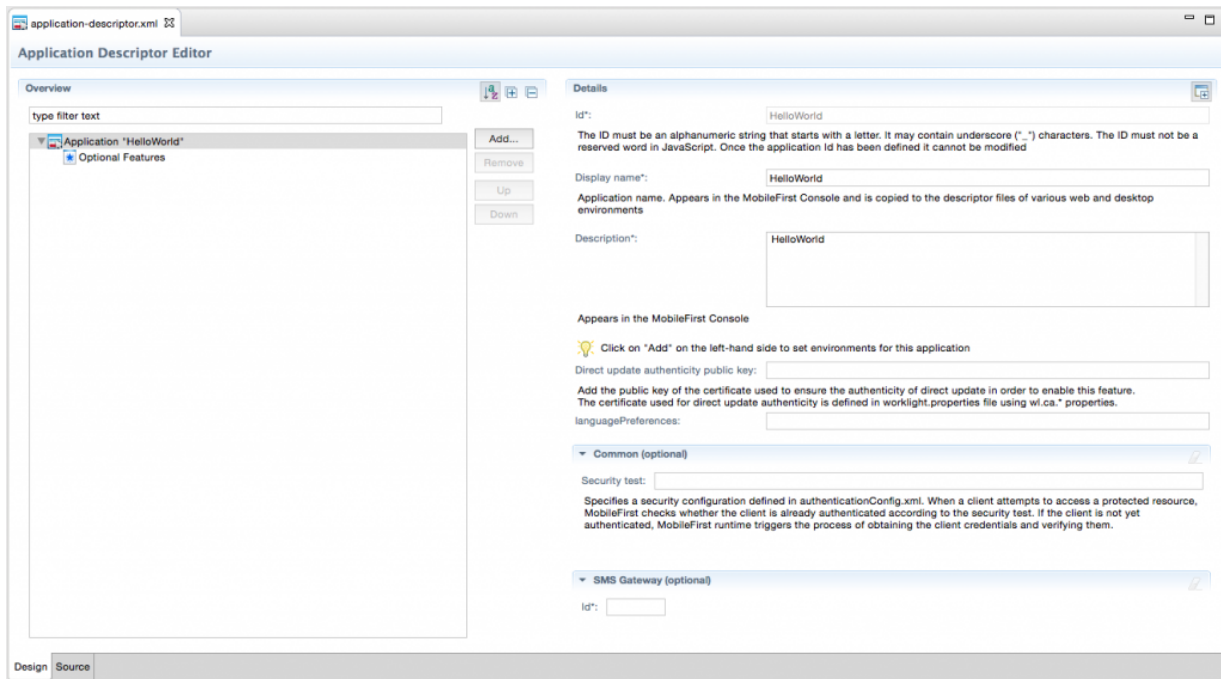 application-descriptor.xml
Application Descriptor Editor
Overview
type filter text
Application "HelloWorld"
Optional Features
Add...
Remove
Up
Down
Details
Id*:
HelloWorld
The ID must be an alphanumeric string that starts with a letter. It may contain underscore ("_") characters. The ID must not be a
reserved word in JavaScript. Once the application Id has been defined it cannot be modified
Display name*:
HelloWorld
Application name. Appears in the MobileFirst Console and is copied to the descriptor files of various web and desktop
environments
Description*:
HelloWorld
Appears in the MobileFirst Console
Click on "Add" on the left-hand side to set environments for this application
Direct update authenticity public key:
Add the public key of the certificate used to ensure the authenticity of direct update in order to enable this feature.
The certificate used for direct update authenticity is defined in worklight.properties file using wl.ca.* properties.
languagePreferences:
Common (optional)
Security test:
Specifies a security configuration defined in authenticationConfig.xml. When a client attempts to access a protected resource,
MobileFirst checks whether the client is already authenticated according to the security test. If the client is not yet
authenticated, MobileFirst runtime triggers the process of obtaining the client credentials and verifying them.
SMS Gateway (optional)
Id*:
Design
Source